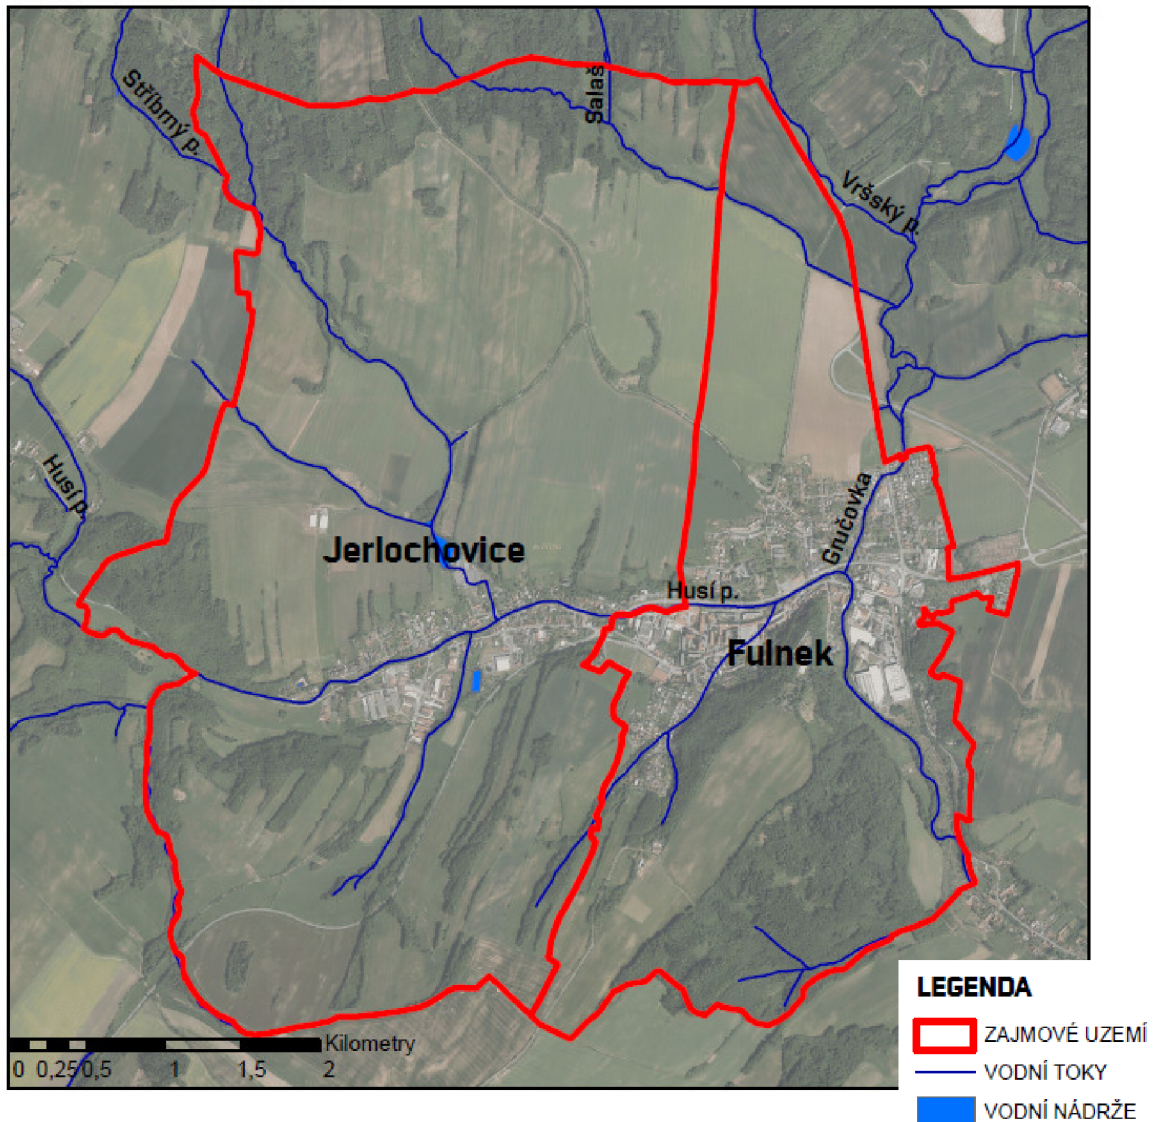 Stříbrný p.
Salaš
Vršský p.
Husí p.
Gručovka
Jerlochovice
Husí p.
Fulnek
LEGENDA
ZAJMOVÉ UZEMÍ
VODNÍ TOKY
VODNÍ NÁDRŽE
Kilometry
0 0,25 0,5 1 1,5 2